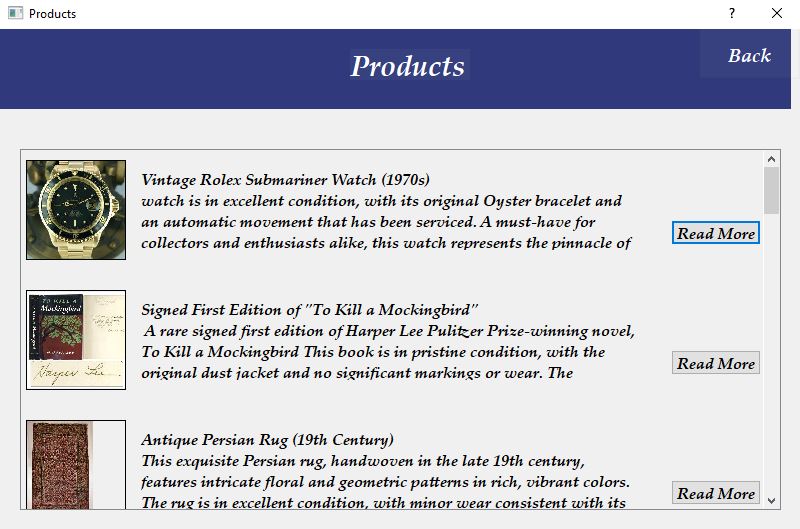 Products
?
Products
Back
Vintage Rolex Submariner Watch (1970s)
watch is in excellent condition, with its original Oyster bracelet and
an automatic movement that has been serviced. A must-have for
collectors and enthusiasts alike, this watch represents the pinnacle of
Read More
TO KILL A
Mockingbird
Harper Lee
Signed First Edition of "To Kill a Mockingbird"
A rare signed first edition of Harper Lee Pulitzer Prize-winning novel,
To Kill a Mockingbird This book is in pristine condition, with the
original dust jacket and no significant markings or wear. The
Read More
Antique Persian Rug (19th Century)
This exquisite Persian rug, handwoven in the late 19th century,
features intricate floral and geometric patterns in rich, vibrant colors.
The rug is in excellent condition, with minor wear consistent with its
Read More